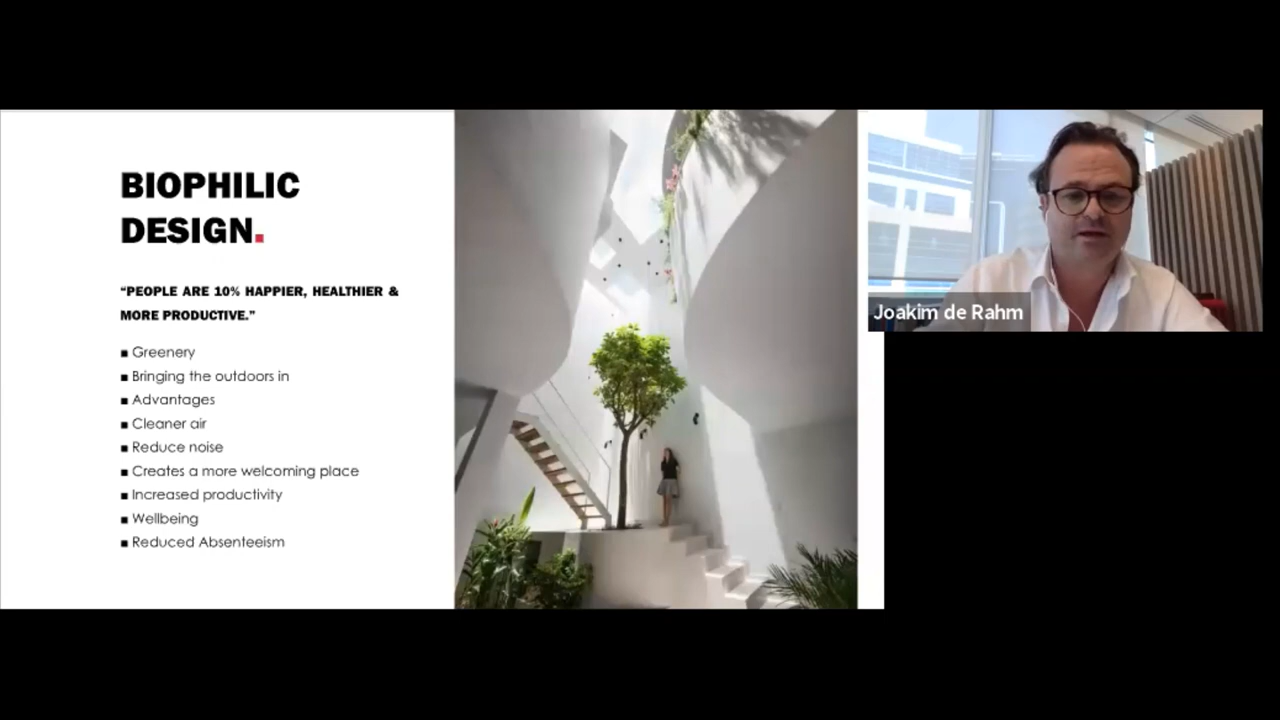 BIOPHILIC
DESIGN.
“PEOPLE ARE 10% HAPPIER, HEALTHIER &
MORE PRODUCTIVE.”
■ Greenery
■ Bringing the outdoors in
■ Advantages
■ Cleaner air
■ Reduce noise
■ Creates a more welcoming place
■ Increased productivity
■ Wellbeing
■ Reduced Absenteeism
Joakim de Rahm